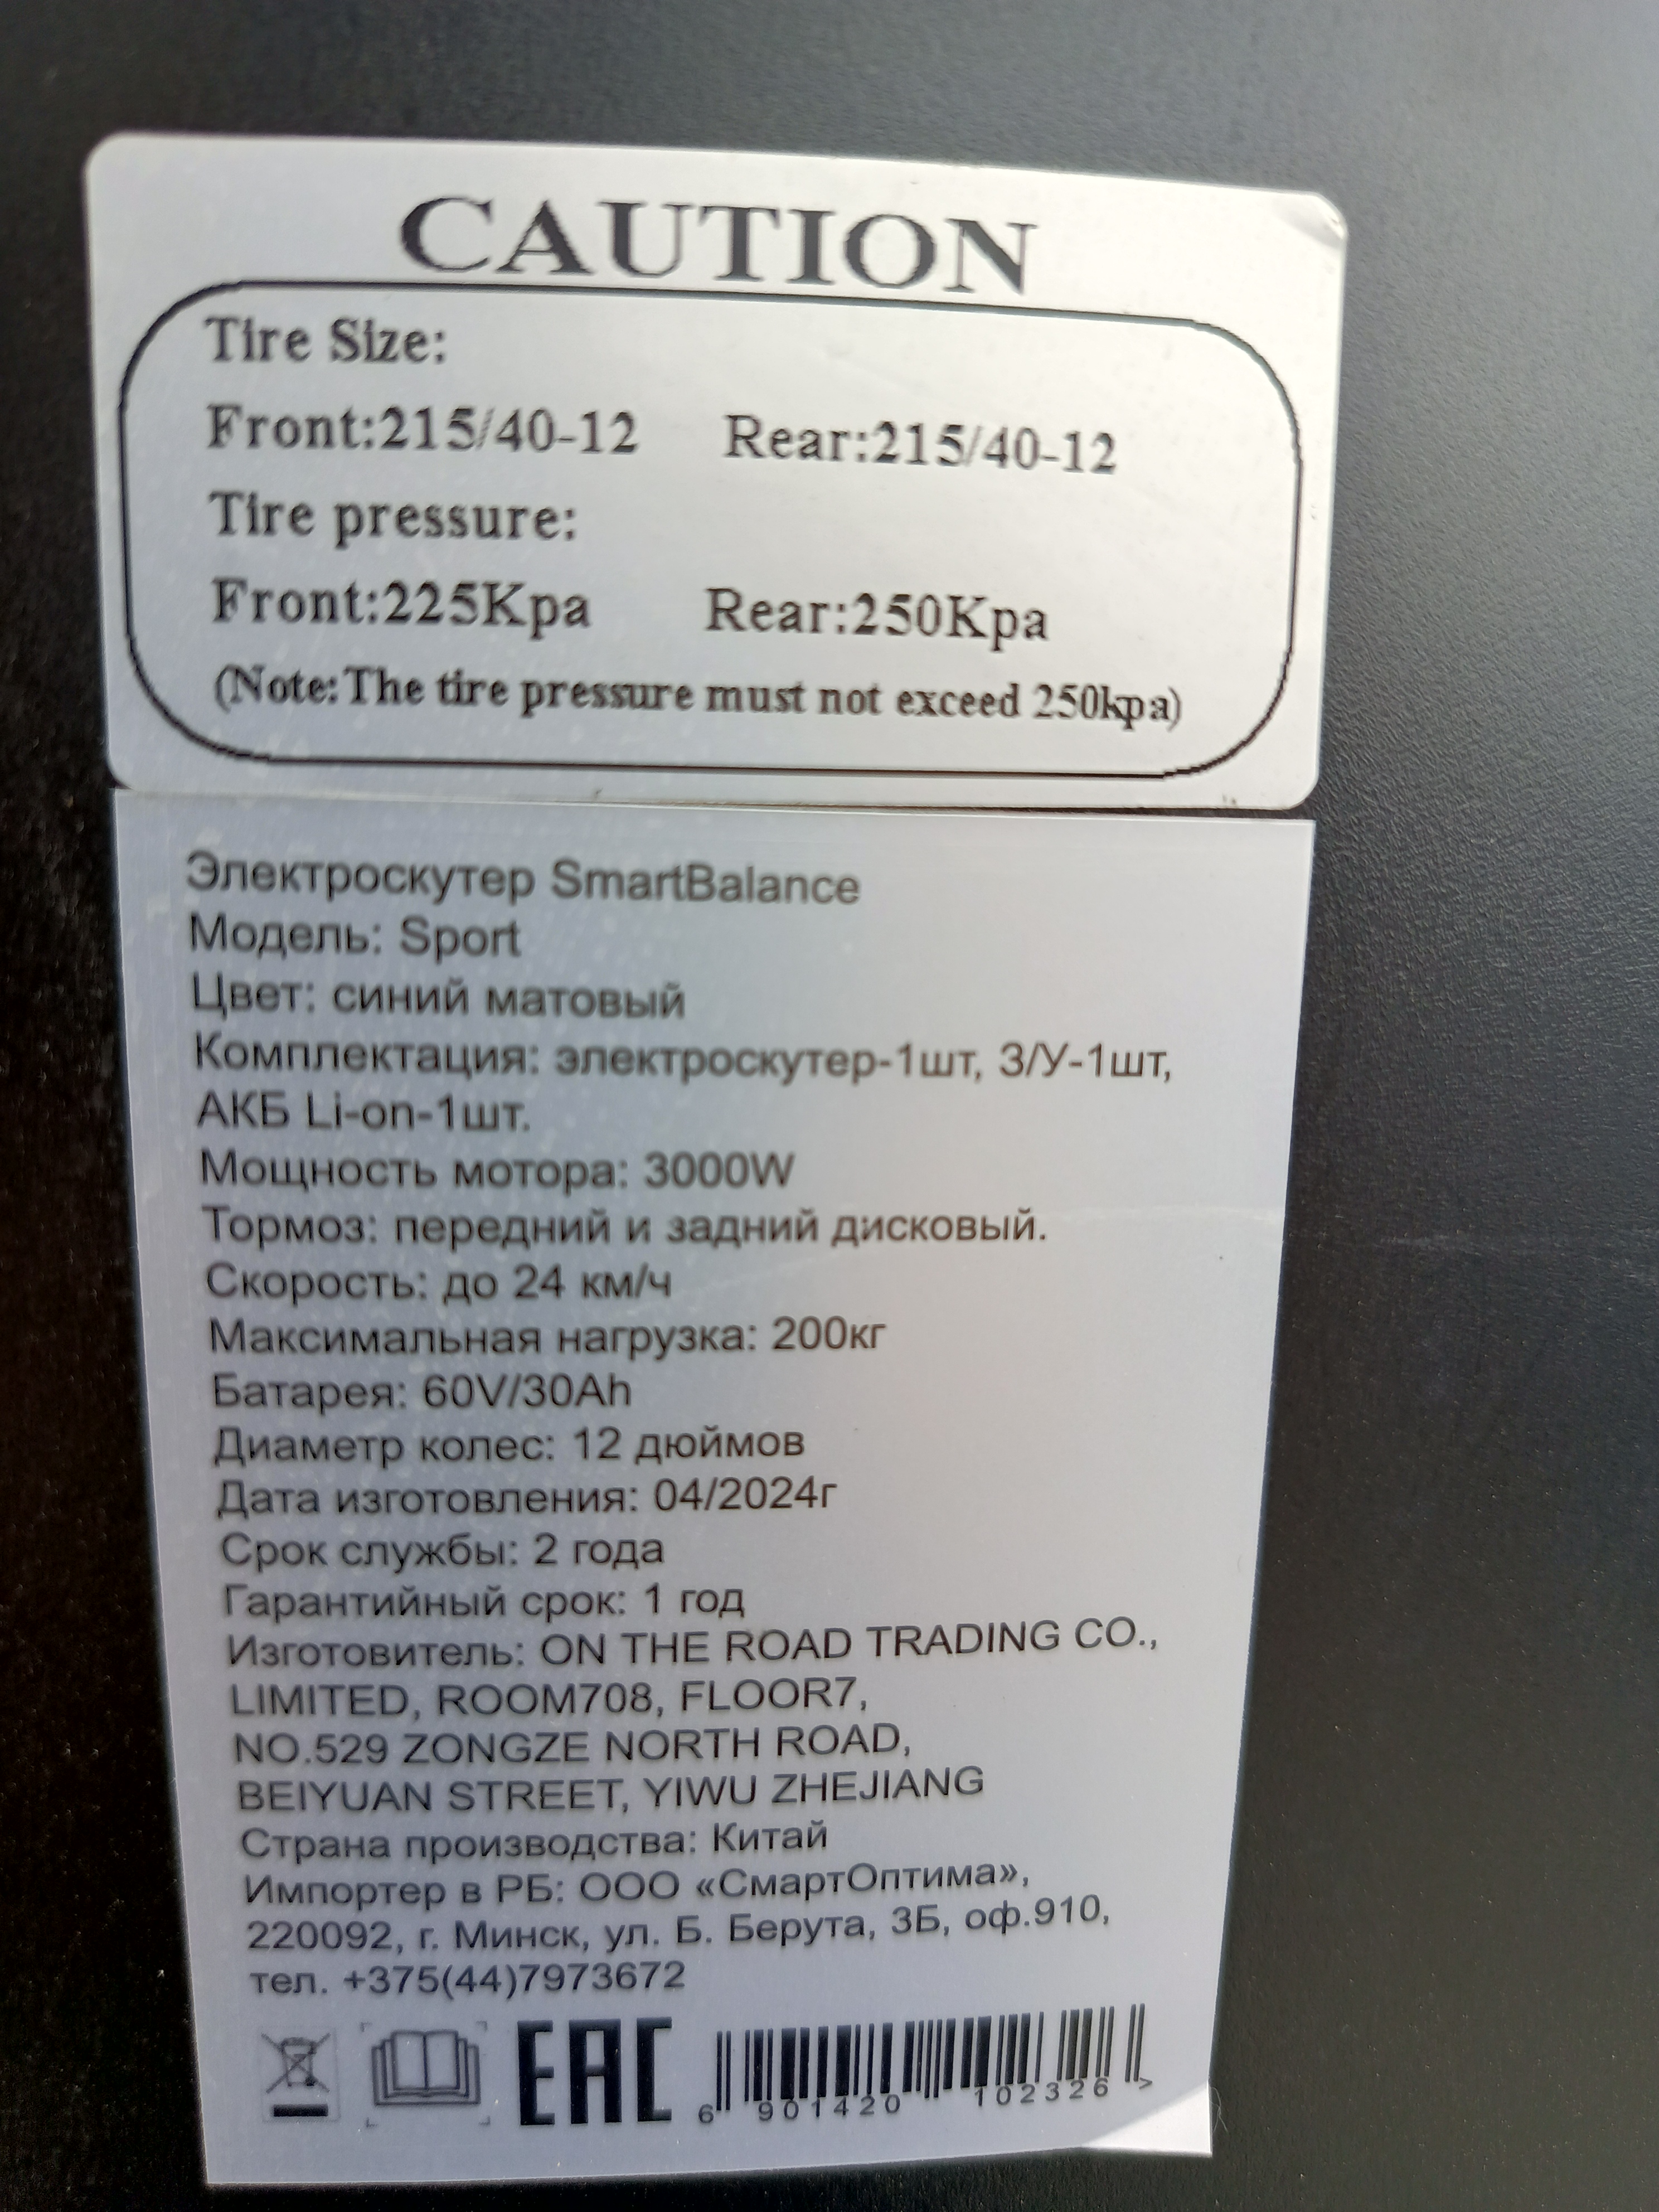 CAUTION
Tire Size:
Front:215/40-12 Rear:215/40-12
Tire pressure:
Front:225Kpa Rear:250Kpa
(Note:The tire pressure must not exceed 250kpa)
Электроскутер SmartBalance
Модель: Sport
Цвет: синий матовый
Комплектация: электроскутер-1шт, З/У-1шт,
АКБ Li-on-1шт.
Мощность мотора: 3000W
Тормоз: передний и задний дисковый.
Скорость: до 24 км/ч
Максимальная нагрузка: 200кг
Батарея: 60V/30Ah
Диаметр колес: 12 дюймов
Дата изготовления: 04/2024г
Срок службы: 2 года
Гарантийный срок: 1 год
Изготовитель: ON THE ROAD TRADING CO.,
LIMITED, ROOM708, FLOOR7,
NO.529 ZONGZE NORTH ROAD,
BEIYUAN STREET, YIWU ZHEJIANG
Страна производства: Китай
Импортер в РБ: ООО «СмартОптима»,
220092, г. Минск, ул. Б. Берута, 3Б, оф.910,
тел. +375(44)7973672
EAC
6 901420 102326 >